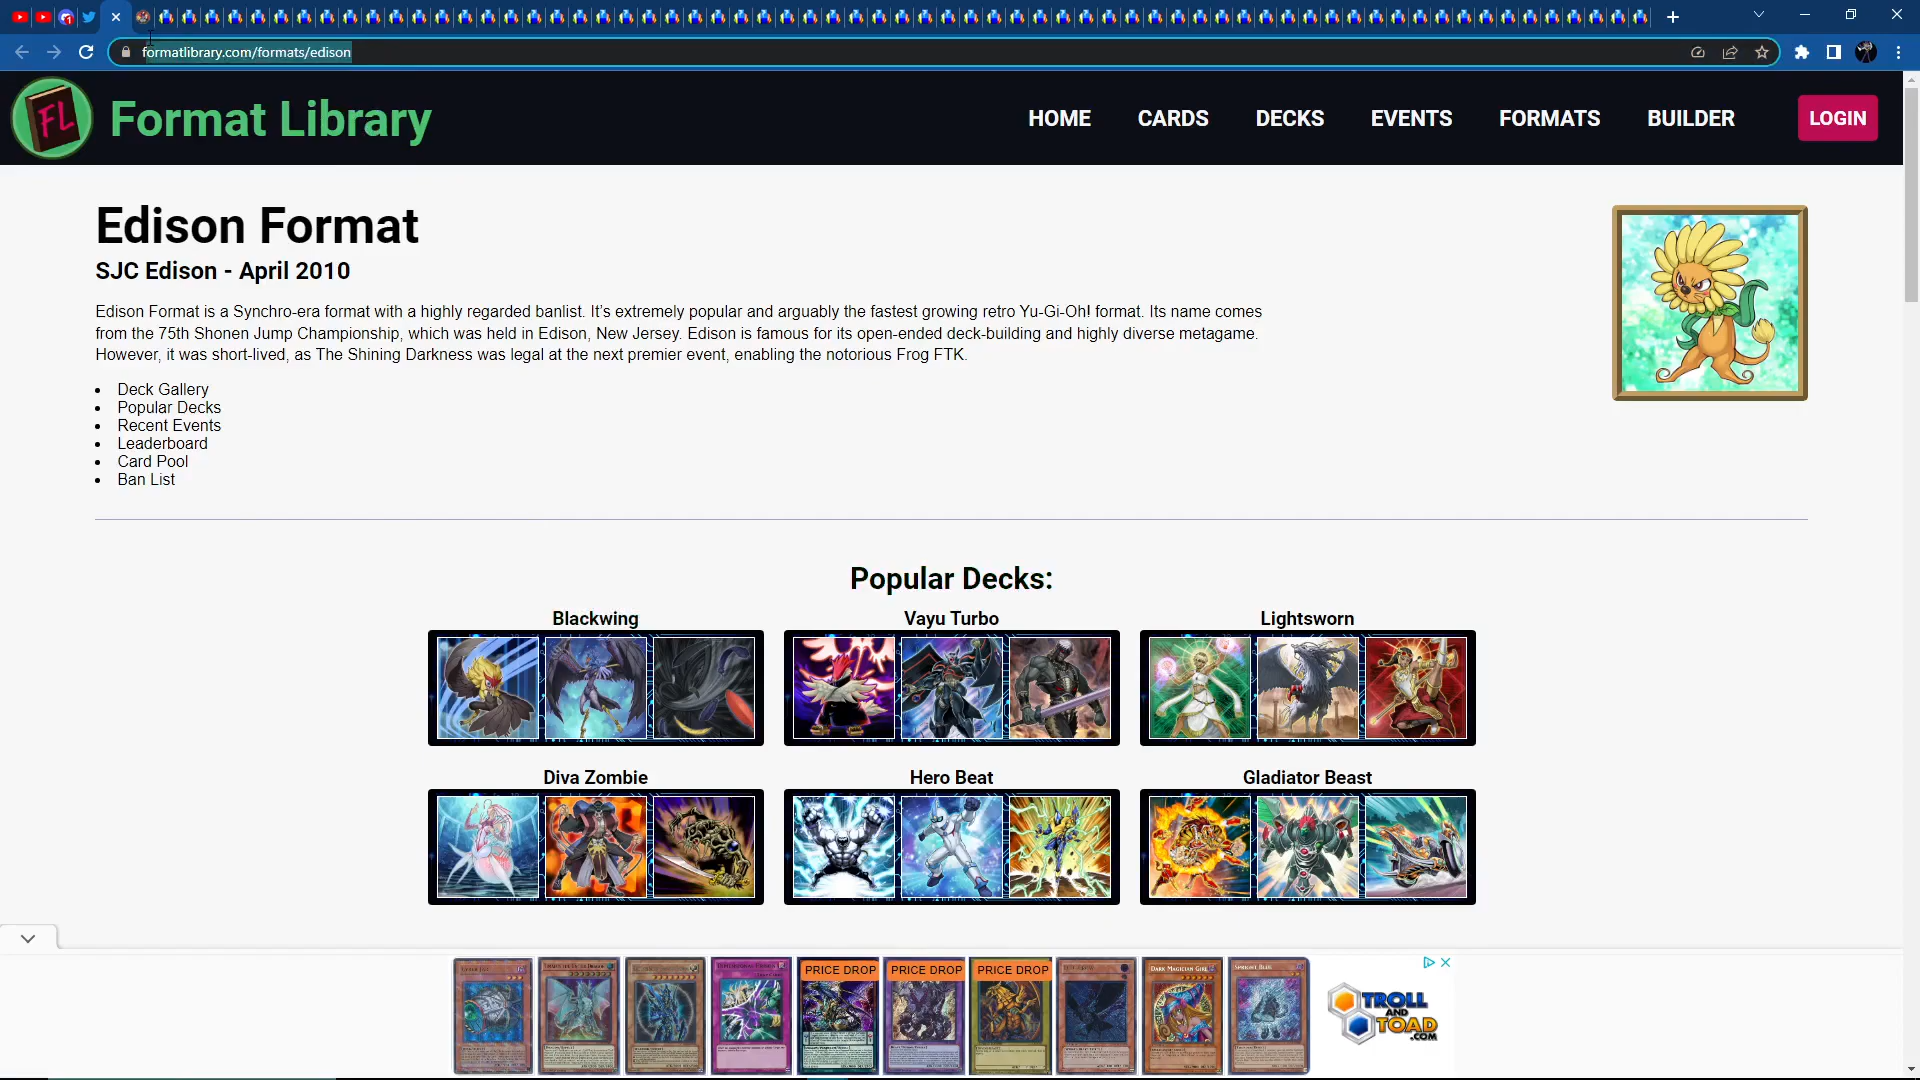 formatlibrary.com/formats/edison
FL
Format Library
HOME
CARDS
DECKS
EVENTS
FORMATS
BUILDER
LOGIN
Edison Format
SJC Edison - April 2010
Edison Format is a Synchro-era format with a highly regarded banlist. It's extremely popular and arguably the fastest growing retro Yu-Gi-Oh! format. Its name comes
from the 75th Shonen Jump Championship, which was held in Edison, New Jersey. Edison is famous for its open-ended deck-building and highly diverse metagame.
However, it was short-lived, as The Shining Darkness was legal at the next premier event, enabling the notorious Frog FTK.
Deck Gallery
Popular Decks
Recent Events
Leaderboard
Card Pool
Ban List
Popular Decks:
Blackwing
Vayu Turbo
Lightsworn
Diva Zombie
Hero Beat
Gladiator Beast
PRICE DROP
PRICE DROP
PRICE DROP
DARK MAGICIAN GIRL
TROLL
AND
TOAD
.COM